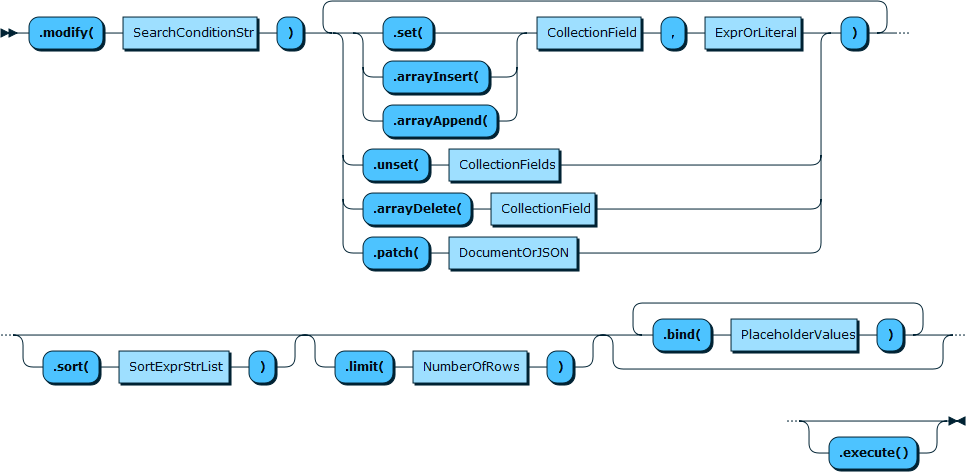 .modify( SearchConditionStr ) .set( CollectionField , ExprOrLiteral )
.arrayInsert(
.arrayAppend(
.unset( CollectionFields
.arrayDelete( CollectionField
.patch( DocumentOrJSON
.bind( PlaceholderValues )
.sort( SortExprStrList ) .limit( NumberOfRows )
.execute()